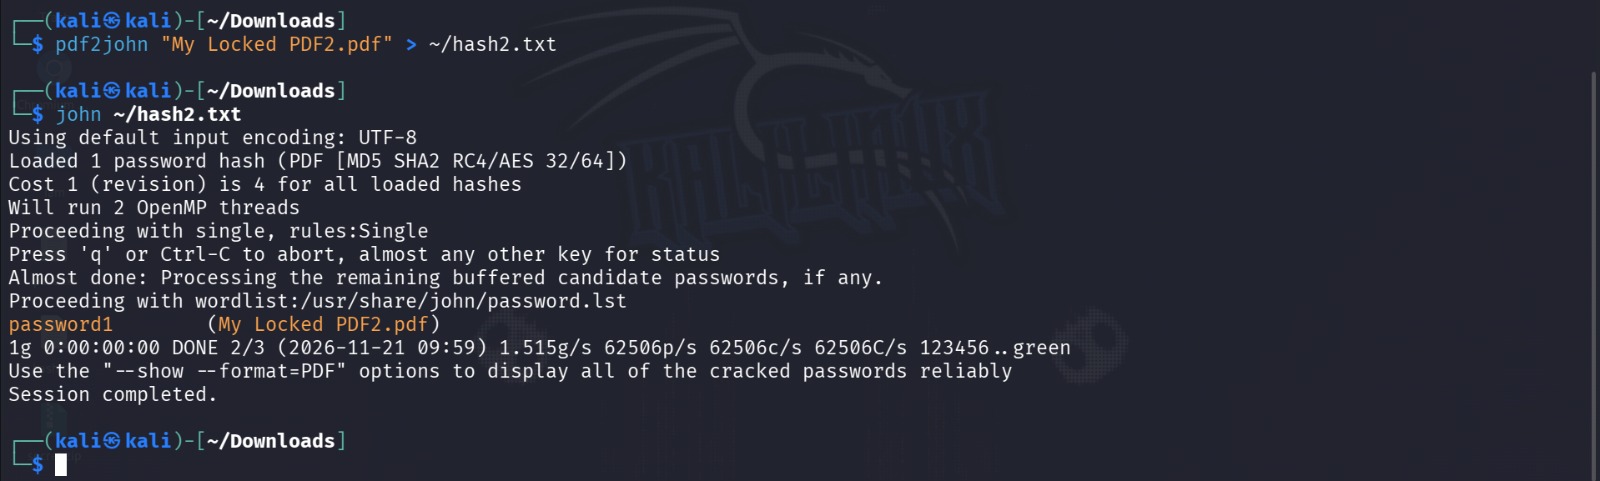 ┌──(kali㉿kali)-[~/Downloads]
└─$ pdf2john "My Locked PDF2.pdf" > ~/hash2.txt
┌──(kali㉿kali)-[~/Downloads]
└─$ john ~/hash2.txt
Using default input encoding: UTF-8
Loaded 1 password hash (PDF [MD5 SHA2 RC4/AES 32/64])
Cost 1 (revision) is 4 for all loaded hashes
Will run 2 OpenMP threads
Proceeding with single, rules:Single
Press 'q' or Ctrl-C to abort, almost any other key for status
Almost done: Processing the remaining buffered candidate passwords, if any.
Proceeding with wordlist:/usr/share/john/password.lst
password1        (My Locked PDF2.pdf)
1g 0:00:00:00 DONE 2/3 (2026-11-21 09:59) 1.515g/s 62506p/s 62506c/s 62506C/s 123456..green
Use the "--show --format=PDF" options to display all of the cracked passwords reliably
Session completed.
┌──(kali㉿kali)-[~/Downloads]
└─$
KALI LINUX